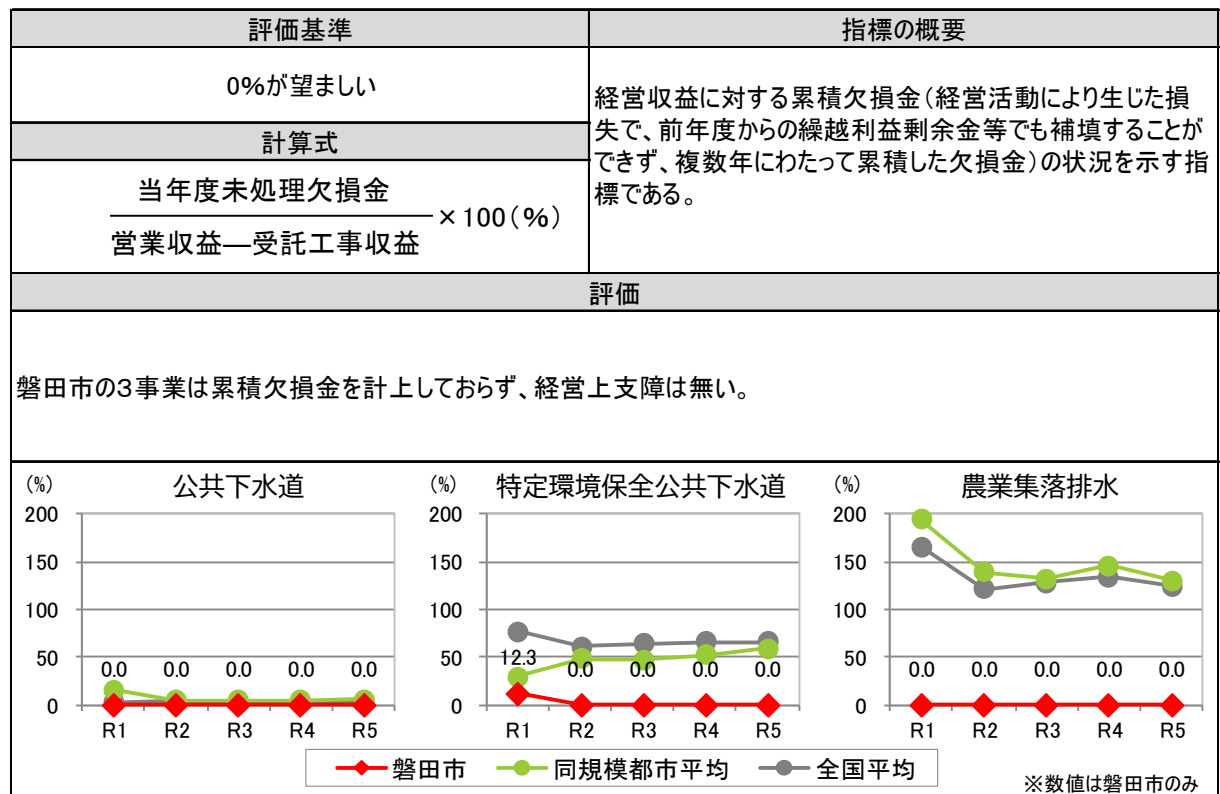 評価基準
指標の概要
0%が望ましい
経営収益に対する累積欠損金（経営活動により生じた損
失で、前年度からの繰越利益剰余金等でも補填することが
できず、複数年にわたって累積した欠損金）の状況を示す指
標である。
計算式
当年度未処理欠損金
営業収益―受託工事収益
×100（%）
評価
磐田市の3事業は累積欠損金を計上しておらず、経営上支障は無い。
(%)
公共下水道
200
150
100
50
0
0.0 0.0 0.0 0.0 0.0
R1 R2 R3 R4 R5
(%)
特定環境保全公共下水道
200
150
100
50
0
12.3 0.0 0.0 0.0 0.0
R1 R2 R3 R4 R5
(%)
農業集落排水
200
150
100
50
0
0.0 0.0 0.0 0.0 0.0
R1 R2 R3 R4 R5
磐田市 同規模都市平均 全国平均
※数値は磐田市のみ